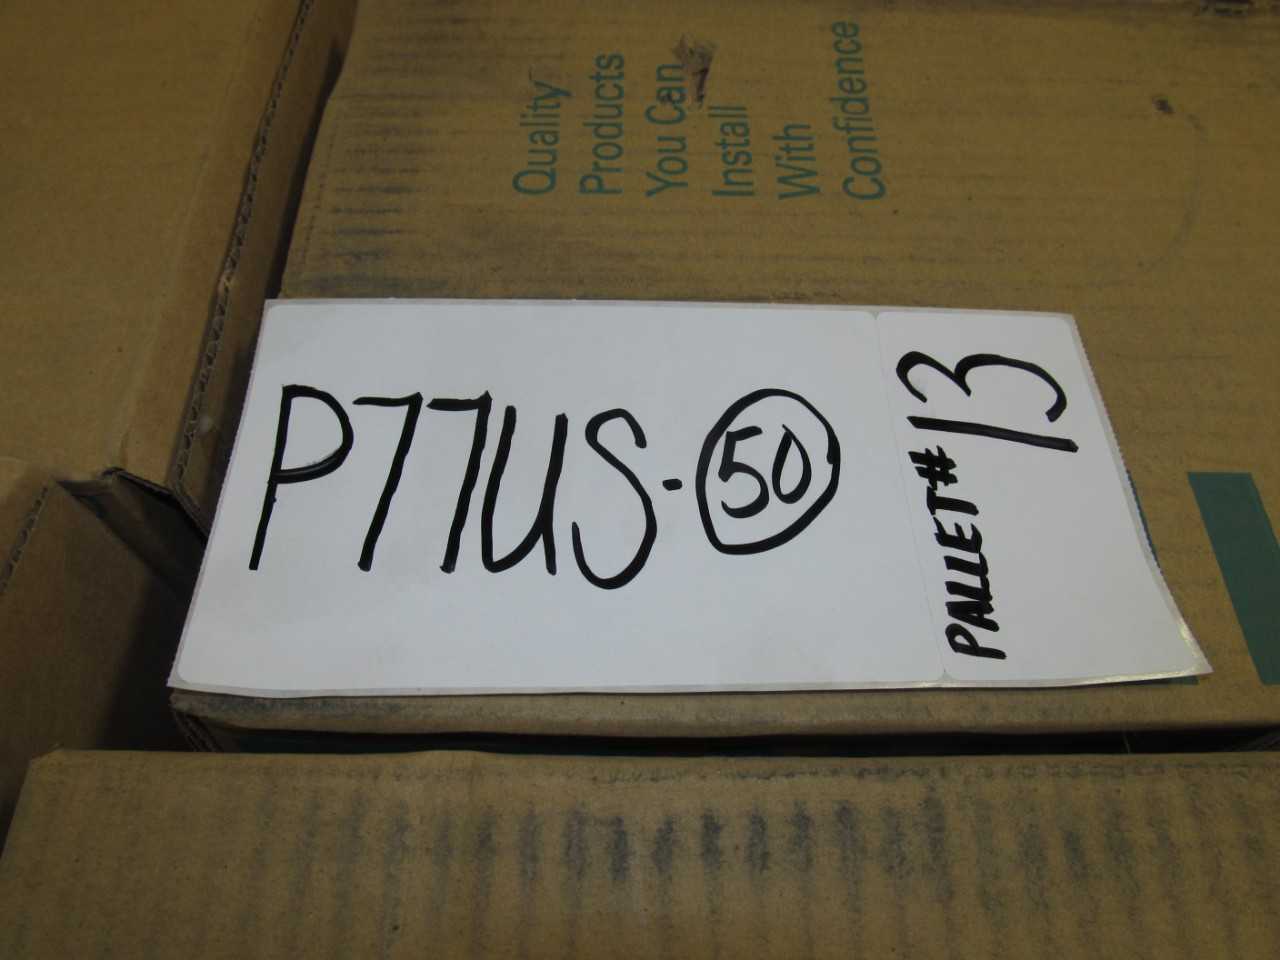 Quality
Products
You Can
Install
With
Confidence
P77US-50
PALLET# 13